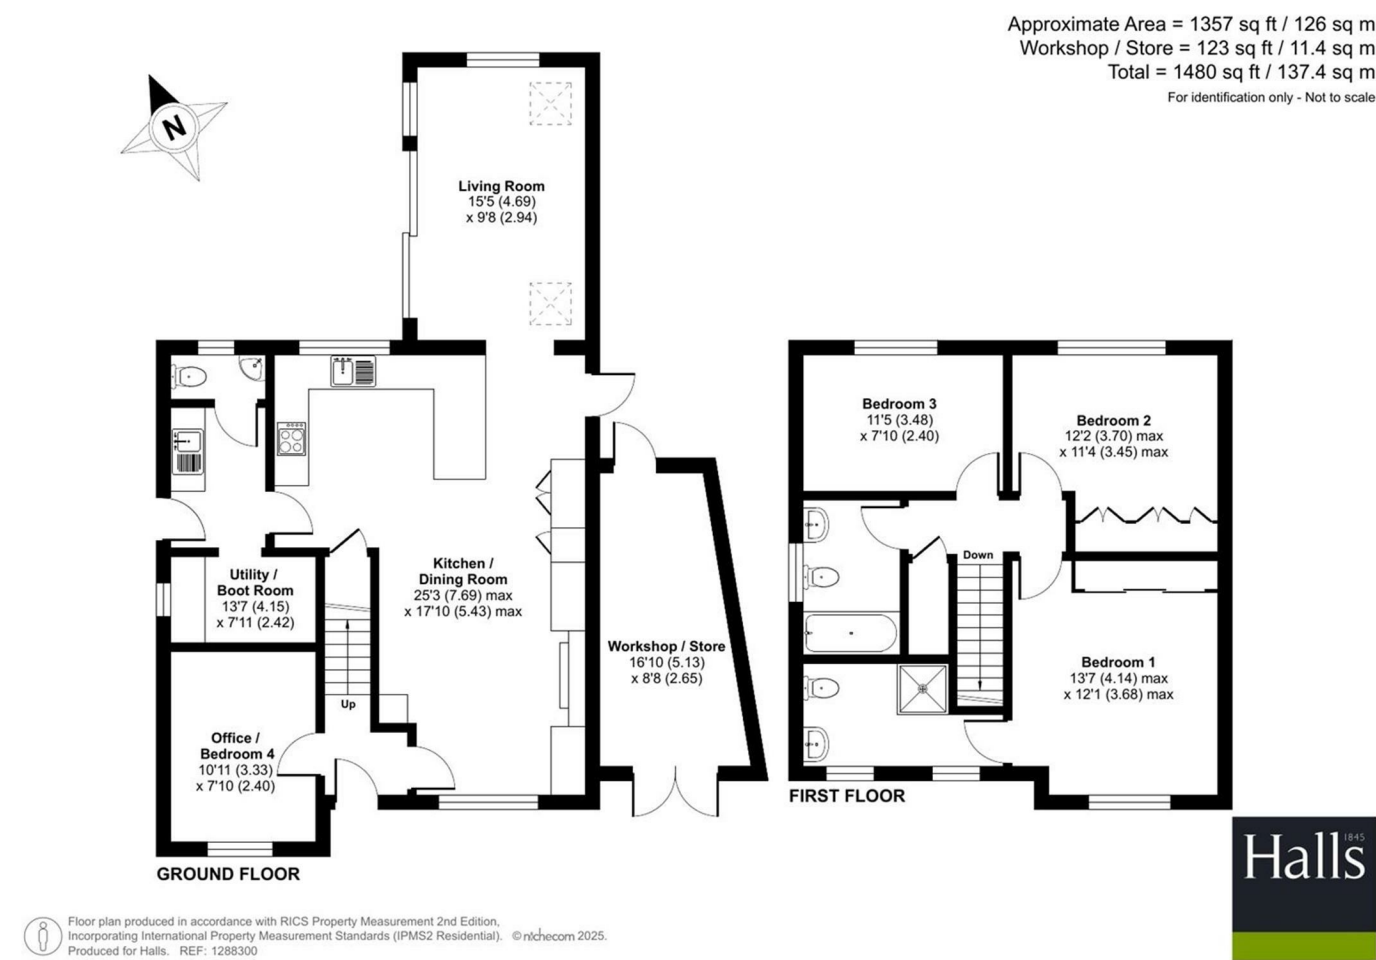 Approximate Area = 1357 sq ft / 126 sq m
Workshop / Store = 123 sq ft / 11.4 sq m
Total = 1480 sq ft / 137.4 sq m
For identification only - Not to scale
N
Living Room
15'5 (4.69)
x 9'8 (2.94)
Kitchen /
Dining Room
25'3 (7.69) max
x 17'10 (5.43) max
Utility /
Boot Room
13'7 (4.15)
x 7'11 (2.42)
Up
Office /
Bedroom 4
10'11 (3.33)
x 7'10 (2.40)
Workshop / Store
16'10 (5.13)
x 8'8 (2.65)
GROUND FLOOR
Bedroom 3
11'5 (3.48)
x 7'10 (2.40)
Bedroom 2
12'2 (3.70) max
x 11'4 (3.45) max
Down
Bedroom 1
13'7 (4.14) max
x 12'1 (3.68) max
FIRST FLOOR
Halls
1845
Floor plan produced in accordance with RICS Property Measurement 2nd Edition,
Incorporating International Property Measurement Standards (IPMS2 Residential). © nichecom 2025.
Produced for Halls. REF: 1288300